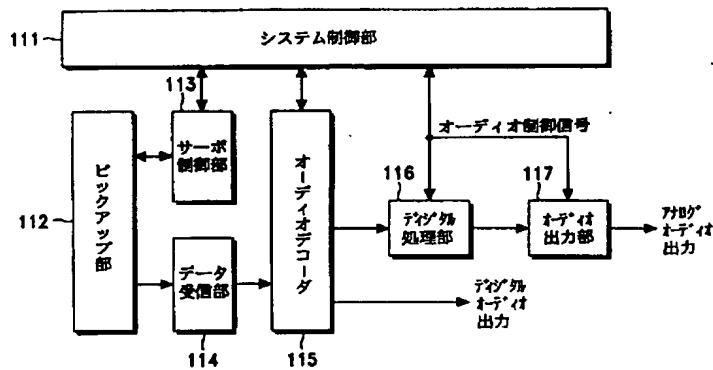 111
システム制御部
113
サーボ
制御部
オーディオ制御信号
112
ピックアップ部
オーディオデコーダ
116
ディジタル
処理部
117
オーディオ
出力部
アナログ
オーディオ
出力
データ
受信部
ディジタル
オーディオ
出力
114
115